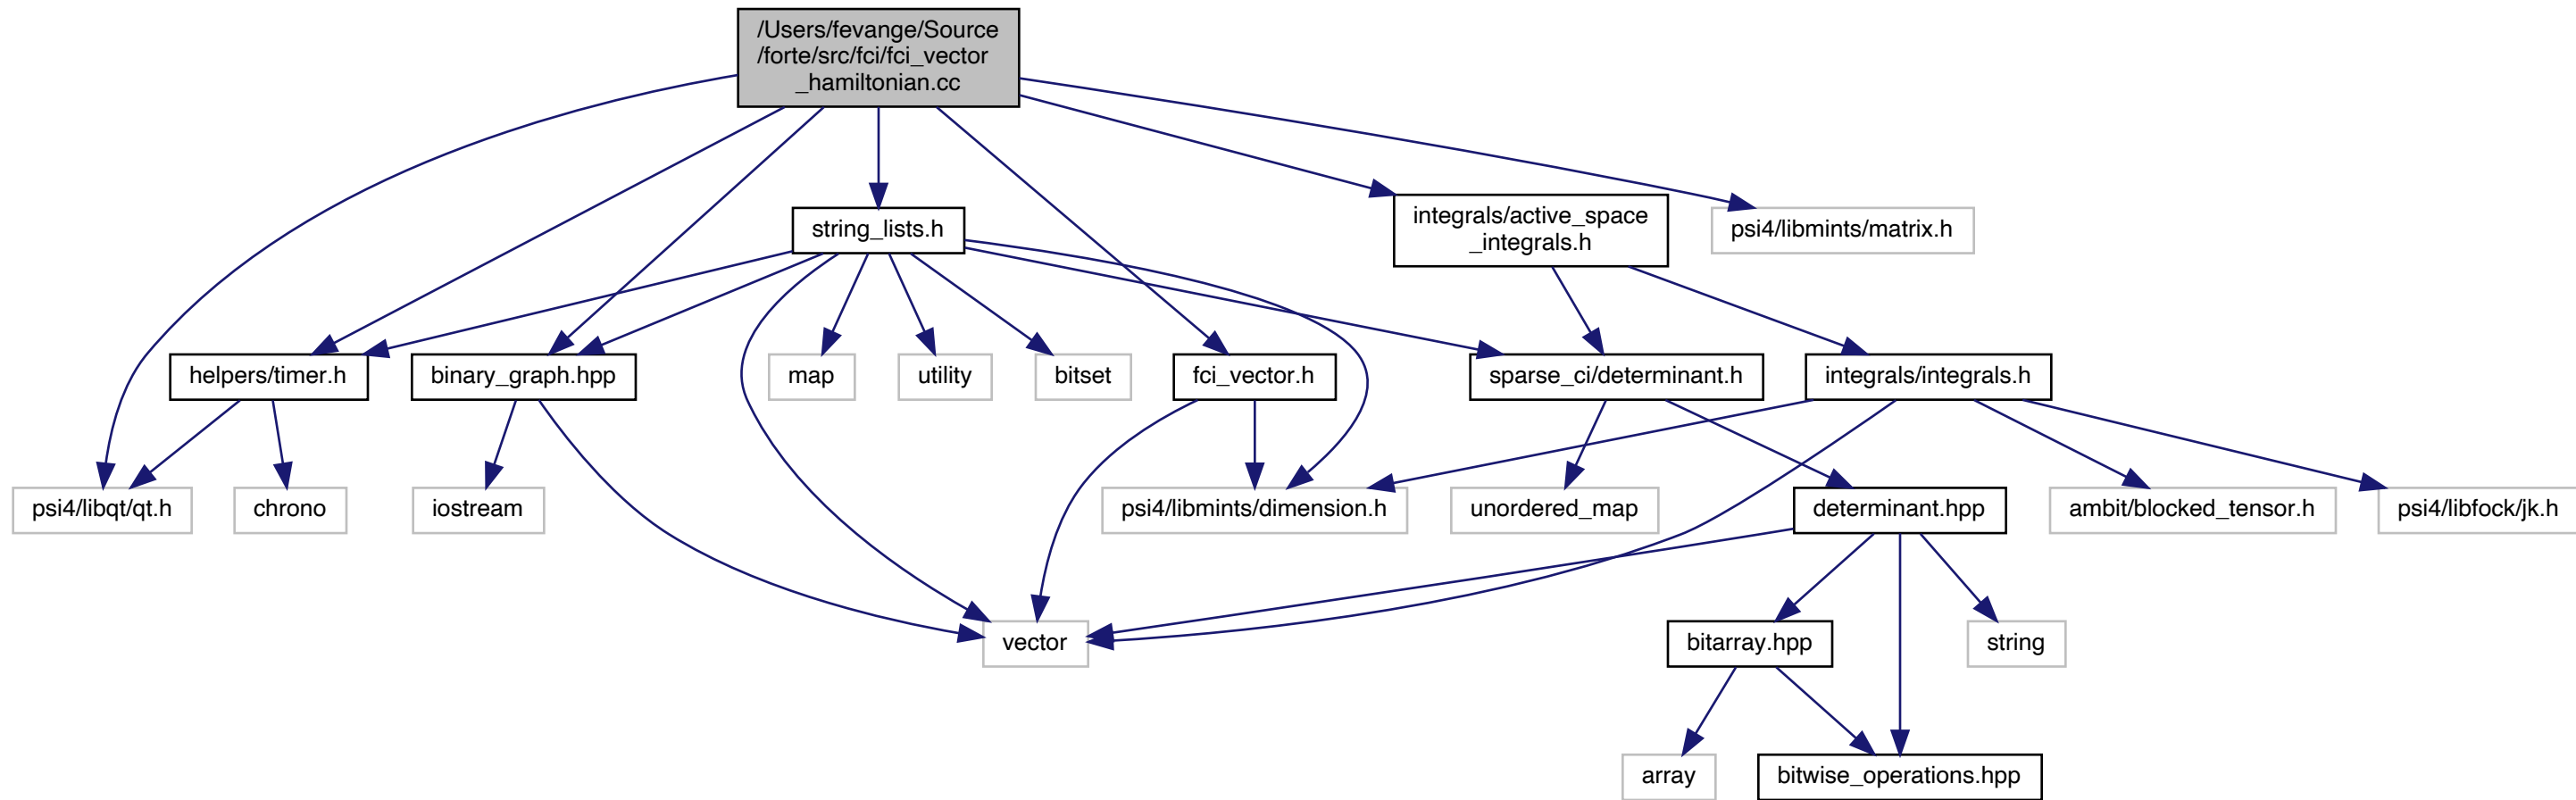 /Users/fevange/Source
/forte/src/fci/fci_vector
_hamiltonian.cc
string_lists.h
integrals/active_space
_integrals.h
psi4/libmints/matrix.h
helpers/timer.h
binary_graph.hpp
map
utility
bitset
fci_vector.h
sparse_ci/determinant.h
integrals/integrals.h
psi4/libqt/qt.h
chrono
iostream
psi4/libmints/dimension.h
unordered_map
determinant.hpp
ambit/blocked_tensor.h
psi4/libfock/jk.h
vector
bitarray.hpp
string
array
bitwise_operations.hpp